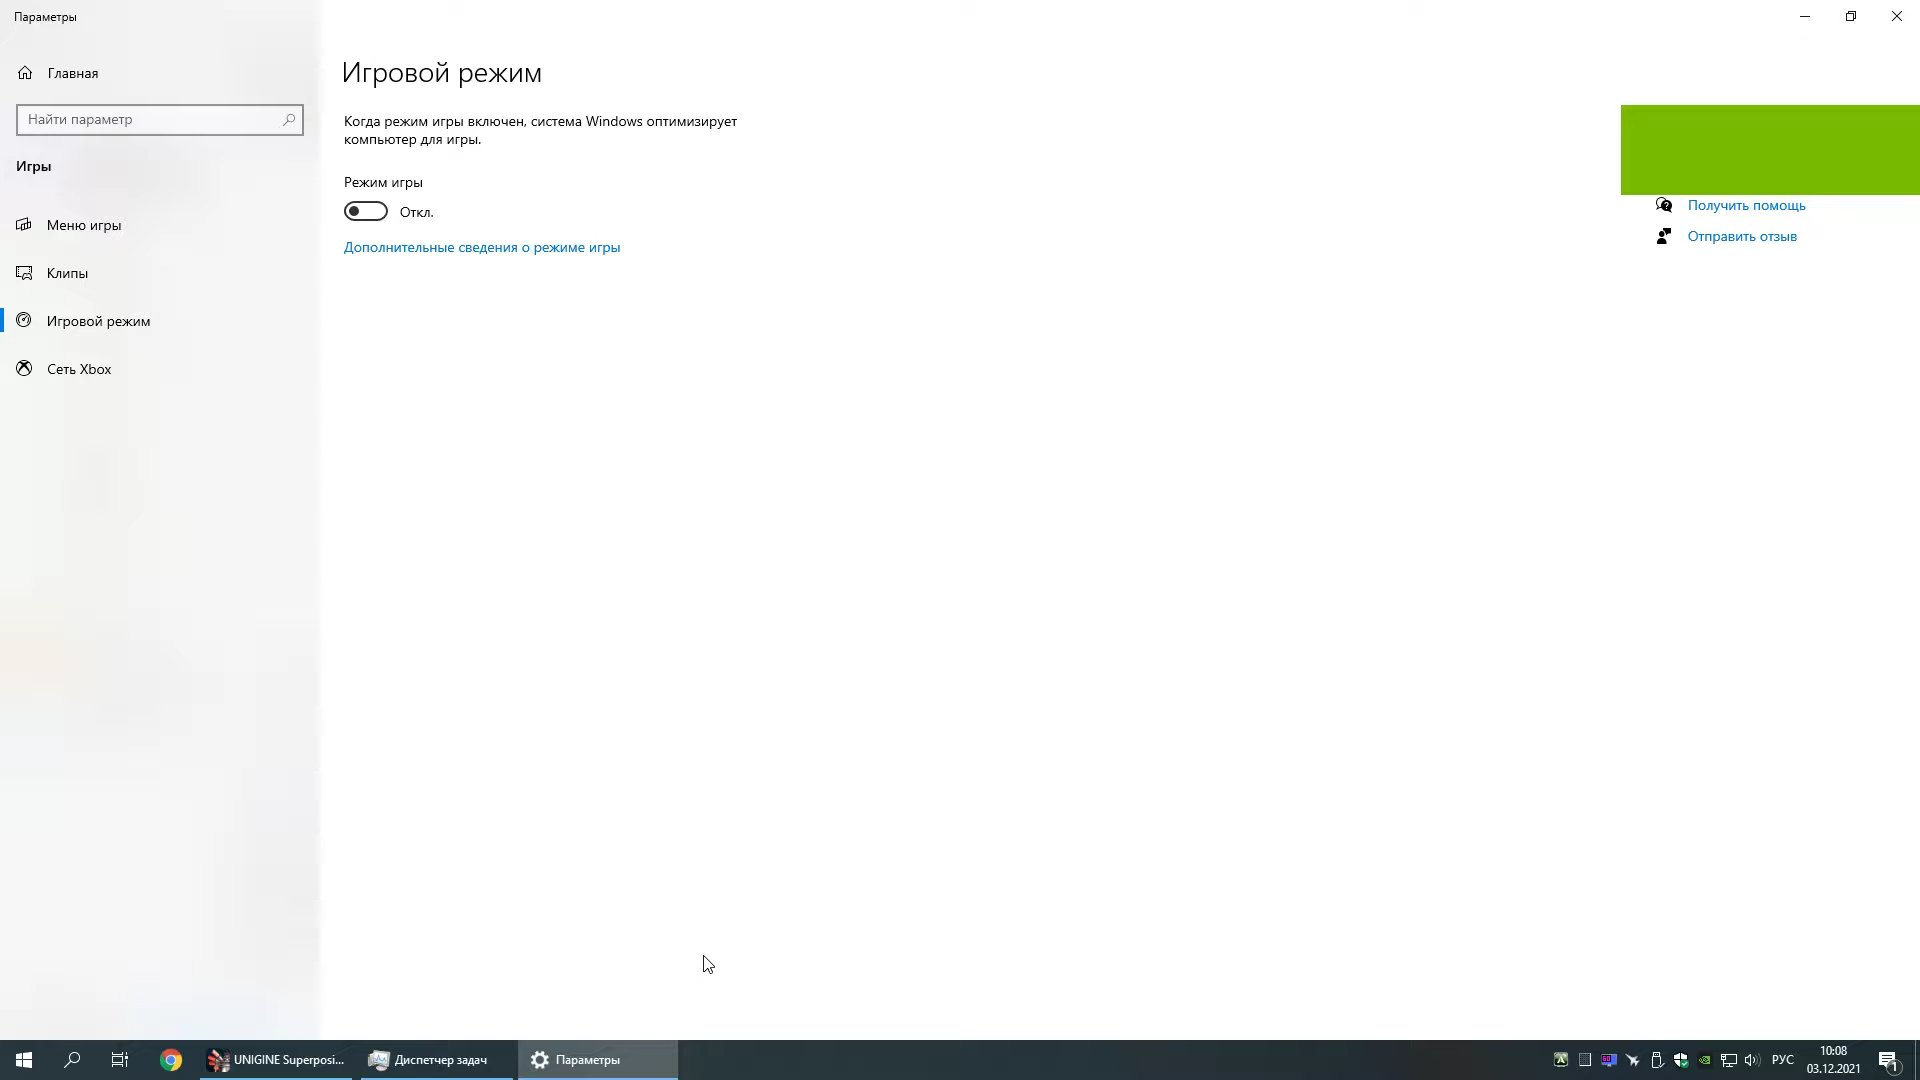 Параметры
Главная
Найти параметр
Игры
Меню игры
Клипы
Игровой режим
Сеть Xbox
Игровой режим
Когда режим игры включен, система Windows оптимизирует
компьютер для игры.
Режим игры
Откл.
Дополнительные сведения о режиме игры
Получить помощь
Отправить отзыв
UNIGINE Superposi...
Диспетчер задач
Параметры
РУС
10:08
03.12.2021
1